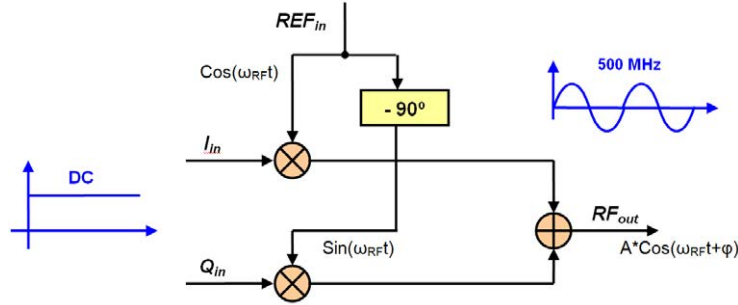 REFin
Cos(ωRFt)
500 MHz
- 90º
Iin
DC
RFout
Sin(ωRFt)
A*Cos(ωRFt+φ)
Qin